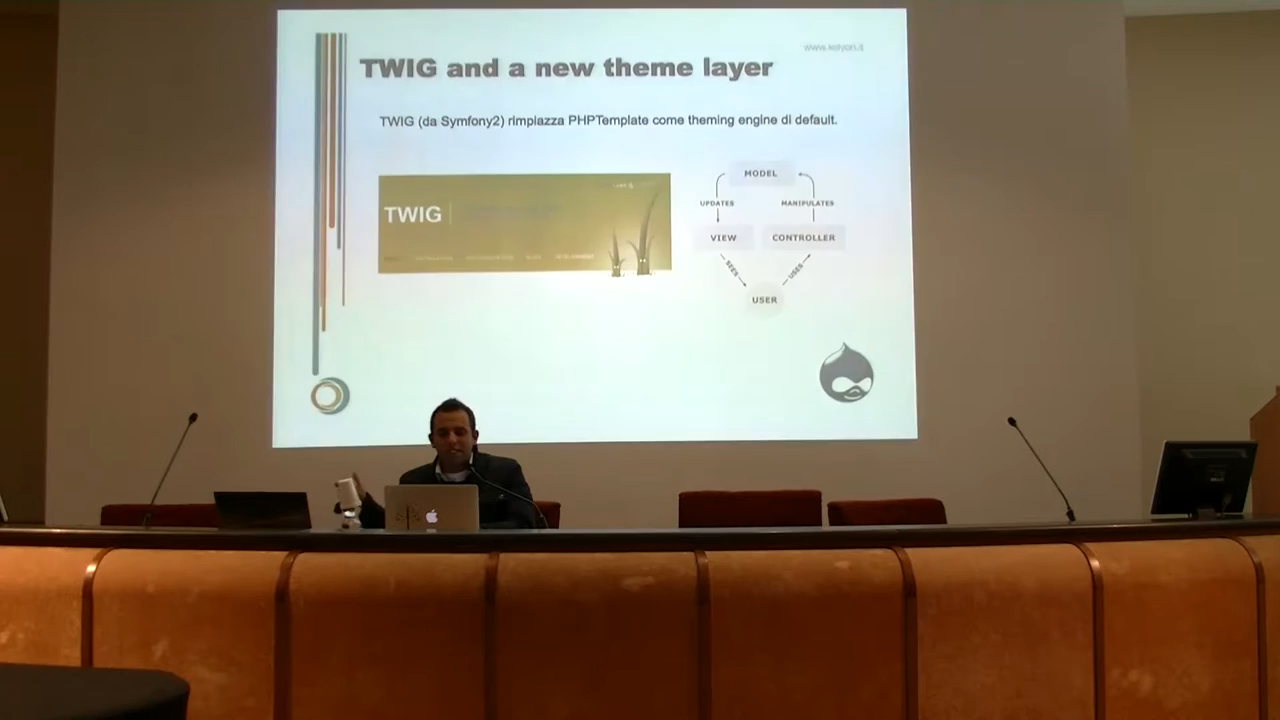 www.kolyon.it
TWIG and a new theme layer
TWIG (da Symfony2) rimpiazza PHPTemplate come theming engine di default.
TWIG
MODEL
UPDATES
MANIPULATES
VIEW
CONTROLLER
SEES
USES
USER